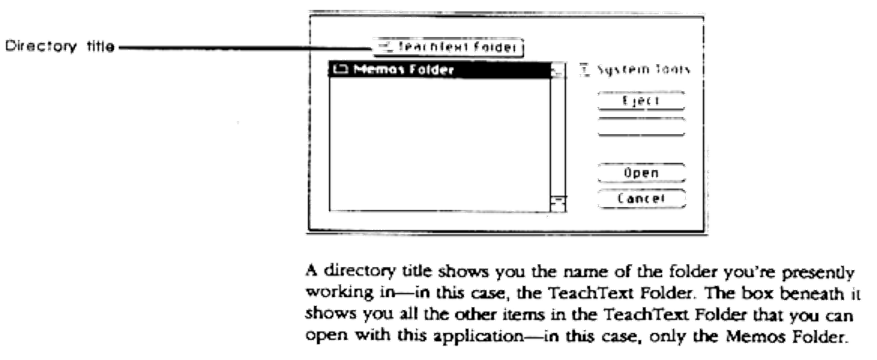 Directory title
TeachText Folder
Memos Folder
System Tools
Eject
Open
Cancel
A directory title shows you the name of the folder you're presently
working in—in this case, the TeachText Folder. The box beneath it
shows you all the other items in the TeachText Folder that you can
open with this application—in this case, only the Memos Folder.